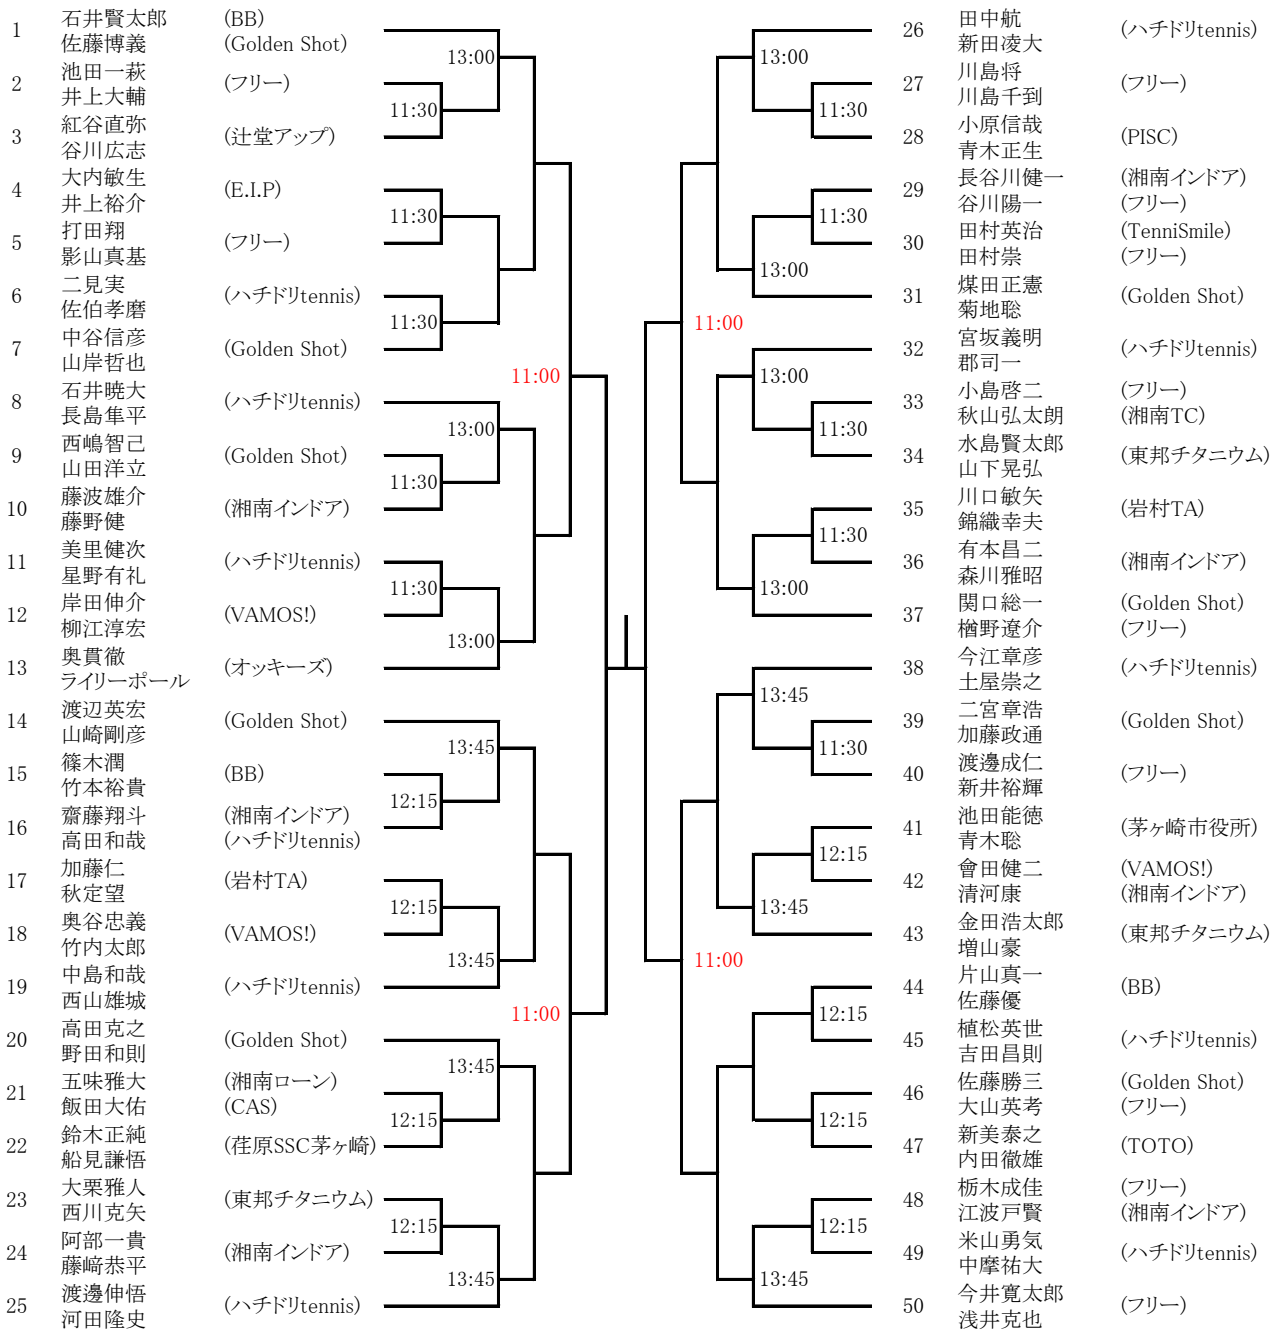 1 石井賢太郎 (BB)
佐藤博義 (Golden Shot)
13:00
2 池田一萩 (フリー)
井上大輔
11:30
3 紅谷直弥 (辻堂アップ)
谷川広志
4 大内敏生 (E.I.P)
井上裕介
11:30
5 打田翔 (フリー)
影山真基
6 二見実 (ハチドリtennis)
佐伯孝磨
11:30
7 中谷信彦 (Golden Shot)
山岸哲也
11:00
8 石井暁大 (ハチドリtennis)
長島隼平
13:00
9 西嶋智己 (Golden Shot)
山田洋立
11:30
10 藤波雄介 (湘南インドア)
藤野健
11 美里健次 (ハチドリtennis)
星野有礼
11:30
12 岸田伸介 (VAMOS!)
柳江淳宏
13:00
13 奥貫徹 (オッキーズ)
ライリーポール
14 渡辺英宏 (Golden Shot)
山崎剛彦
13:45
15 篠木潤 (BB)
竹本裕貴
12:15
16 齋藤翔斗 (湘南インドア)
高田和哉 (ハチドリtennis)
17 加藤仁 (岩村TA)
秋定望
12:15
18 奥谷忠義 (VAMOS!)
竹内太郎
13:45
19 中島和哉 (ハチドリtennis)
西山雄城
11:00
20 高田克之 (Golden Shot)
野田和則
13:45
21 五味雅大 (湘南ローン)
飯田大佑 (CAS)
12:15
22 鈴木正純 (荏原SSC茅ヶ崎)
船見謙悟
23 大栗雅人 (東邦チタニウム)
西川克矢
12:15
24 阿部一貴 (湘南インドア)
藤﨑恭平
13:45
25 渡邊伸悟 (ハチドリtennis)
河田隆史
26 田中航 (ハチドリtennis)
新田凌大
13:00
27 川島将 (フリー)
川島千到
11:30
28 小原信哉 (PISC)
青木正生
29 長谷川健一 (湘南インドア)
谷川陽一 (フリー)
11:30
30 田村英治 (TenniSmile)
田村崇 (フリー)
13:00
31 煤田正憲 (Golden Shot)
菊地聡
11:00
32 宮坂義明 (ハチドリtennis)
郡司一
13:00
33 小島啓二 (フリー)
秋山弘太朗 (湘南TC)
11:30
34 水島賢太郎 (東邦チタニウム)
山下晃弘
35 川口敏矢 (岩村TA)
錦織幸夫
11:30
36 有本昌二 (湘南インドア)
森川雅昭
13:00
37 関口総一 (Golden Shot)
楢野遼介 (フリー)
38 今江章彦 (ハチドリtennis)
土屋崇之
13:45
39 二宮章浩 (Golden Shot)
加藤政通
11:30
40 渡邊成仁 (フリー)
新井裕輝
41 池田能徳 (茅ヶ崎市役所)
青木聡
12:15
42 會田健二 (VAMOS!)
清河康 (湘南インドア)
13:45
43 金田浩太郎 (東邦チタニウム)
増山豪
11:00
44 片山真一 (BB)
佐藤優
12:15
45 植松英世 (ハチドリtennis)
吉田昌則
46 佐藤勝三 (Golden Shot)
大山英考 (フリー)
12:15
47 新美泰之 (TOTO)
内田徹雄
48 栃木成佳 (フリー)
江波戸賢 (湘南インドア)
12:15
49 米山勇気 (ハチドリtennis)
中摩祐大
13:45
50 今井寛太郎 (フリー)
浅井克也